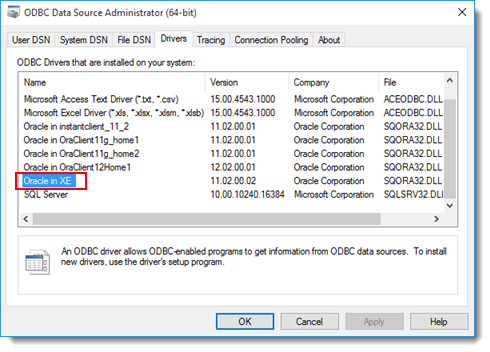 ODBC Data Source Administrator (64-bit)
User DSN System DSN File DSN Drivers Tracing Connection Pooling About
ODBC Drivers that are installed on your system:
Name Version Company File
Microsoft Access Text Driver (*.txt, *.csv) 15.00.4543.1000 Microsoft Corporation ACEODBC.DLL
Microsoft Excel Driver (*.xls, *.xlsx, *.xlsm, *.xlsb) 15.00.4543.1000 Microsoft Corporation ACEODBC.DLL
Oracle in instantclient_11_2 11.02.00.01 Oracle Corporation SQORA32.DLL
Oracle in OraClient11g_home1 11.02.00.01 Oracle Corporation SQORA32.DLL
Oracle in OraClient11g_home2 11.02.00.01 Oracle Corporation SQORA32.DLL
Oracle in OraClient12Home1 12.01.00.01 Oracle Corporation SQORA32.DLL
Oracle in XE 11.02.00.02 Oracle Corporation SQORA32.DLL
SQL Server 10.00.10240.16384 Microsoft Corporation SQLSRV32.DLL
An ODBC driver allows ODBC-enabled programs to get information from ODBC data sources. To install
new drivers, use the driver's setup program.
OK Cancel Apply Help